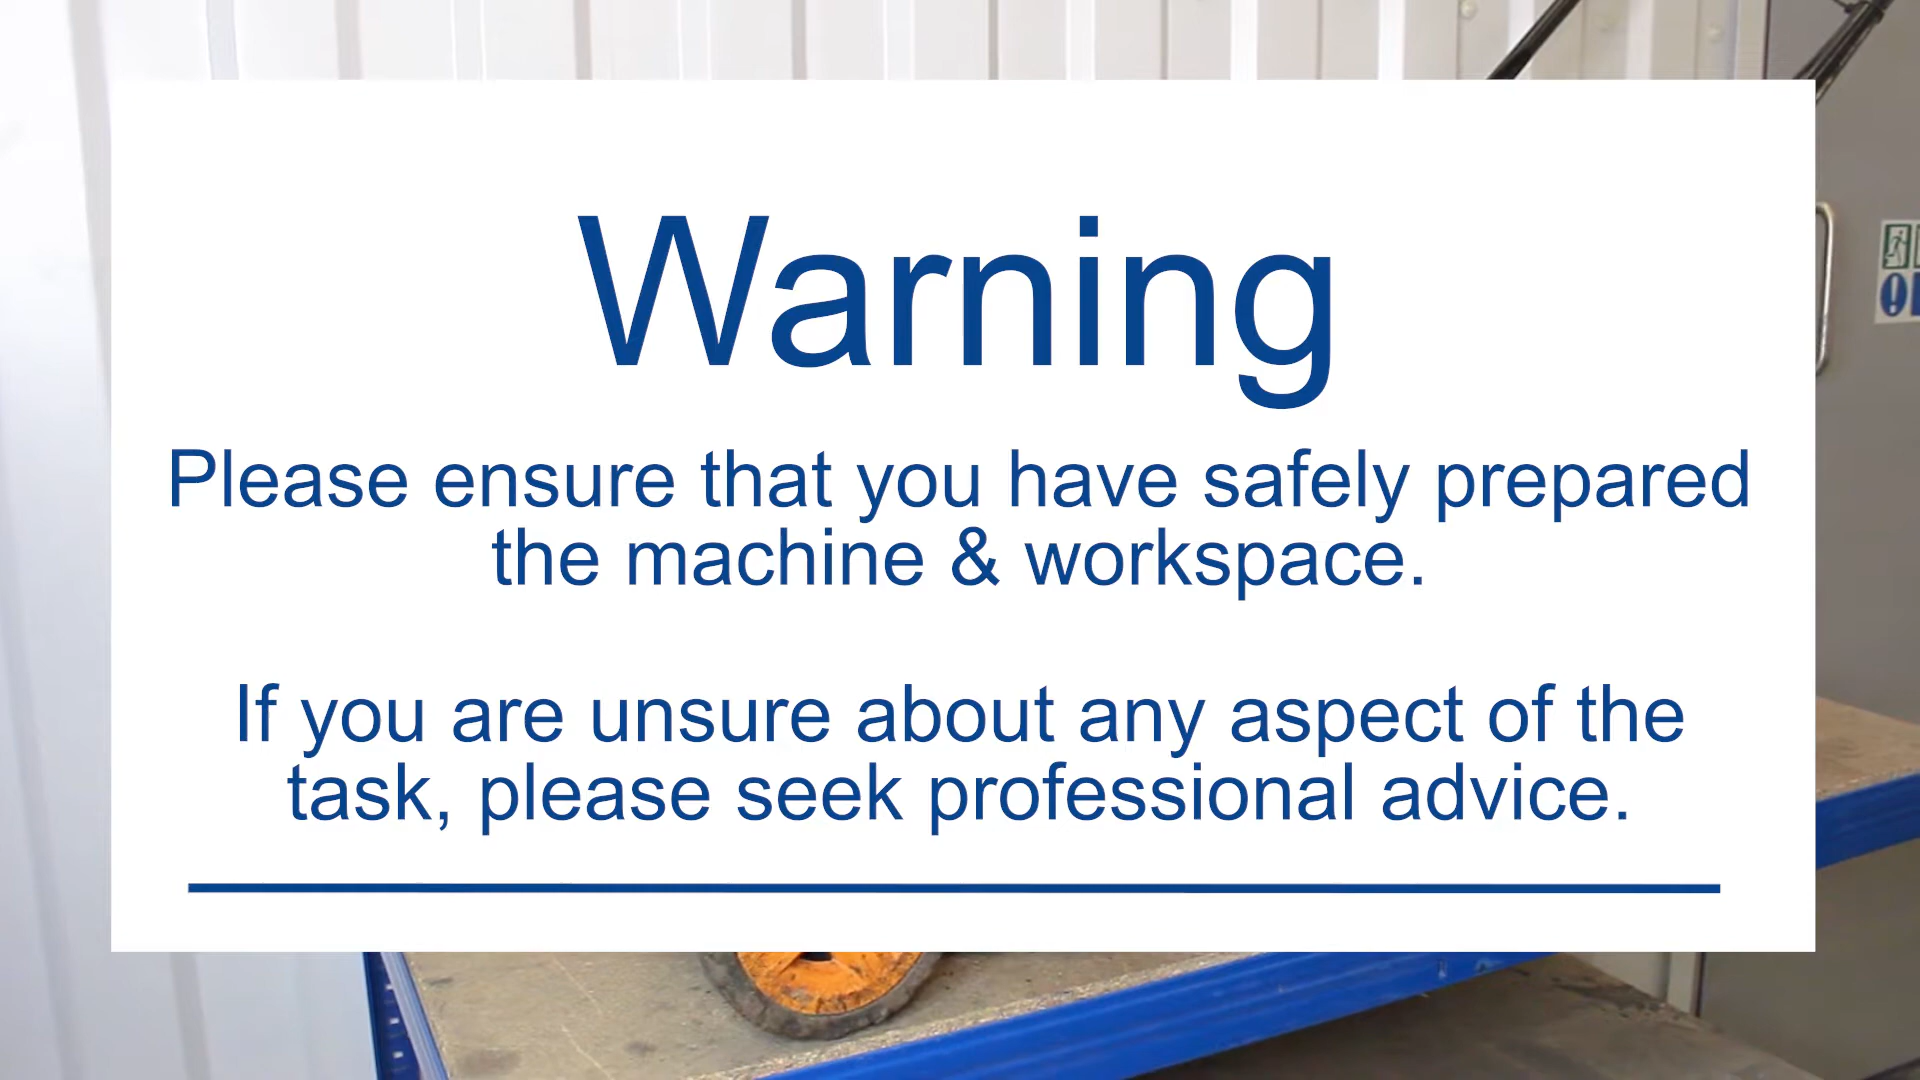 Warning
Please ensure that you have safely prepared
the machine & workspace.
If you are unsure about any aspect of the
task, please seek professional advice.